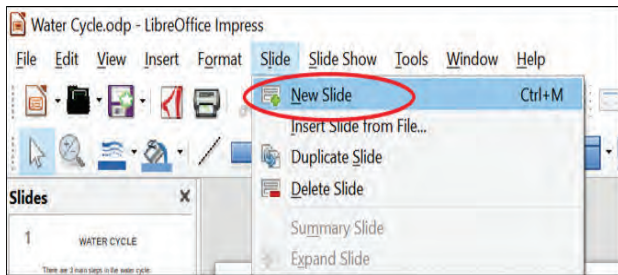 Water Cycle.odp - LibreOffice Impress
File Edit View Insert Format Slide Slide Show Tools Window Help
New Slide Ctrl+M
Insert Slide from File...
Duplicate Slide
Delete Slide
Summary Slide
Expand Slide
Slides
1
WATER CYCLE
There are 3 main steps in the water cycle